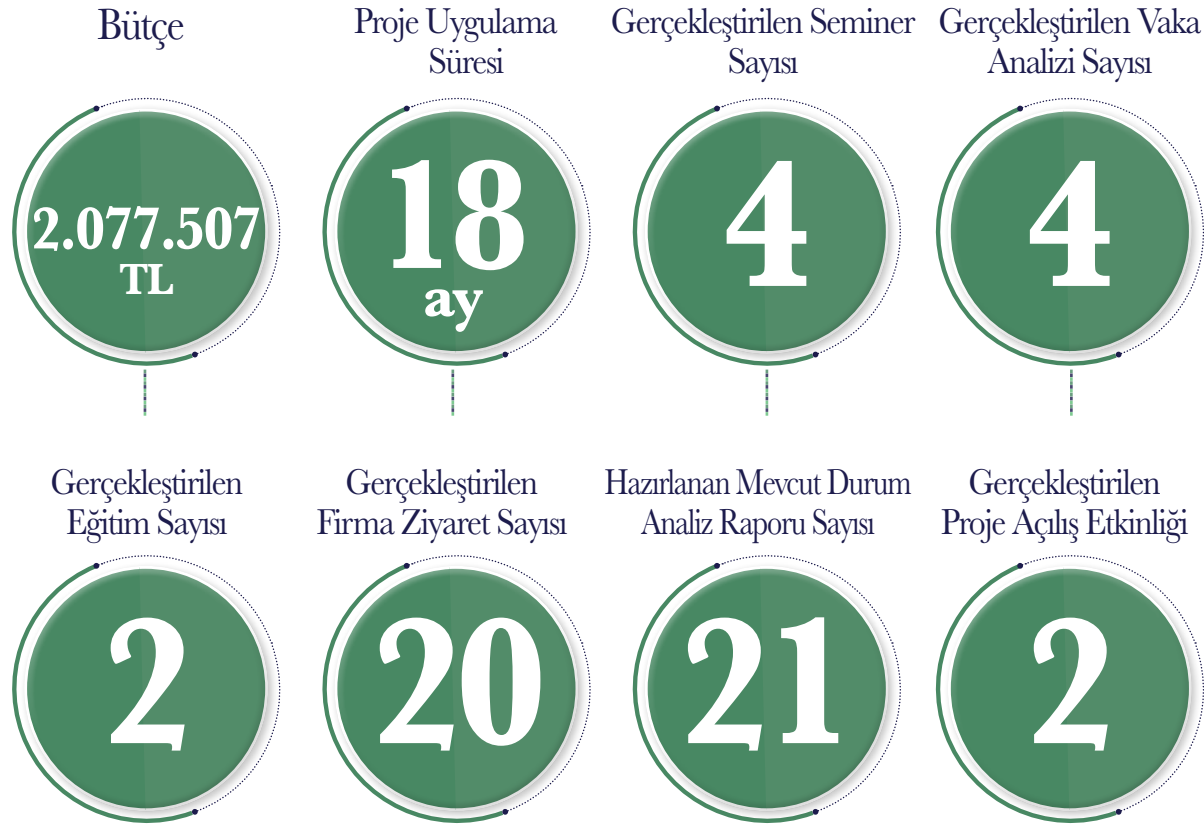 Bütçe
2.077.507
TL
Proje Uygulama
Süresi
18
ay
Gerçekleştirilen Seminer
Sayısı
4
Gerçekleştirilen Vaka
Analizi Sayısı
4
Gerçekleştirilen
Eğitim Sayısı
2
Gerçekleştirilen
Firma Ziyaret Sayısı
20
Hazırlanan Mevcut Durum
Analiz Raporu Sayısı
21
Gerçekleştirilen
Proje Açılış Etkinliği
2